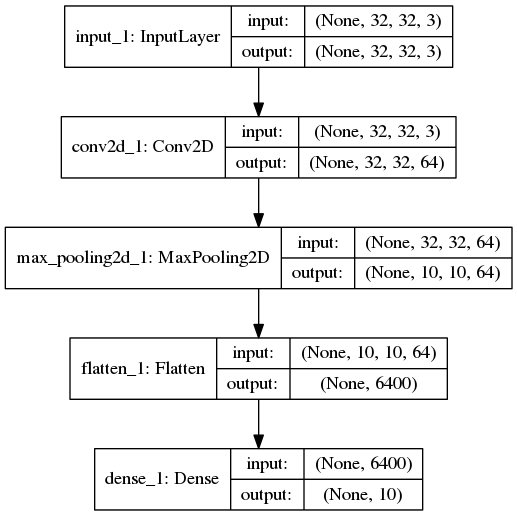 input_1: InputLayer
input:
(None, 32, 32, 3)
output:
(None, 32, 32, 3)
conv2d_1: Conv2D
input:
(None, 32, 32, 3)
output:
(None, 32, 32, 64)
max_pooling2d_1: MaxPooling2D
input:
(None, 32, 32, 64)
output:
(None, 10, 10, 64)
flatten_1: Flatten
input:
(None, 10, 10, 64)
output:
(None, 6400)
dense_1: Dense
input:
(None, 6400)
output:
(None, 10)